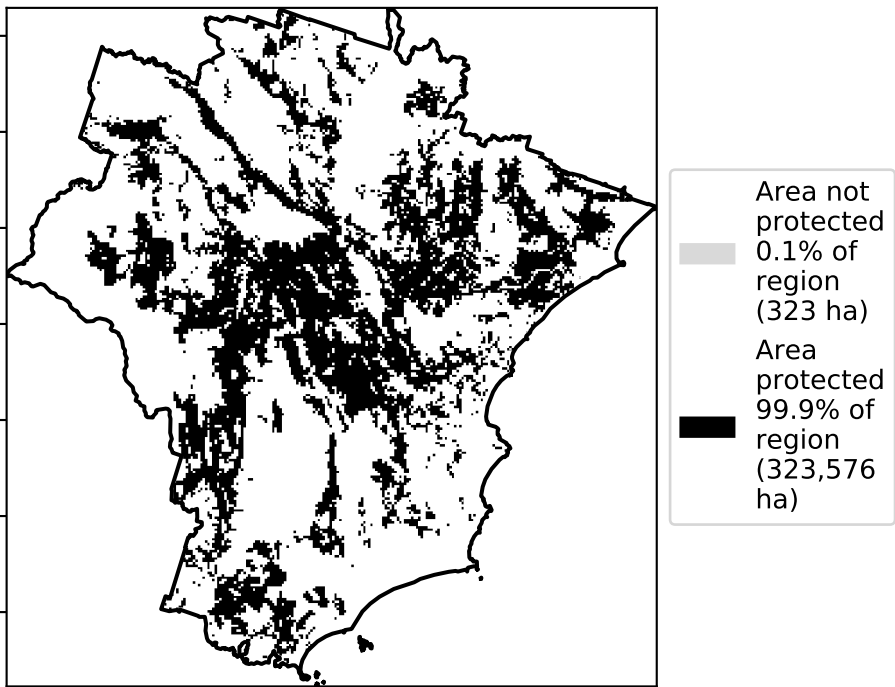 Area not
protected
0.1% of
region
(323 ha)
Area
protected
99.9% of
region
(323,576
ha)